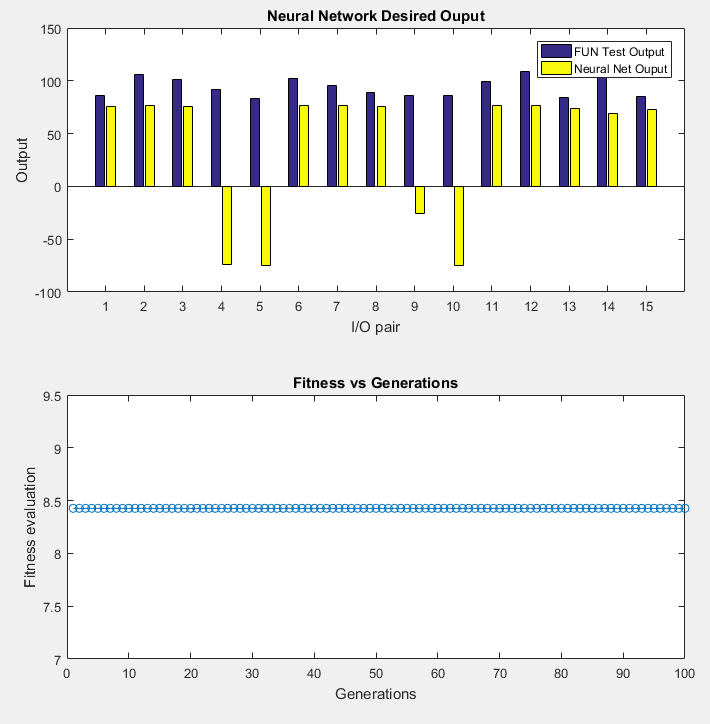 Neural Network Desired Ouput
FUN Test Output
Neural Net Ouput
Output
150
100
50
0
-50
-100
1 2 3 4 5 6 7 8 9 10 11 12 13 14 15
I/O pair
Fitness vs Generations
Fitness evaluation
9.5
9
8.5
8
7.5
7
0 10 20 30 40 50 60 70 80 90 100
Generations